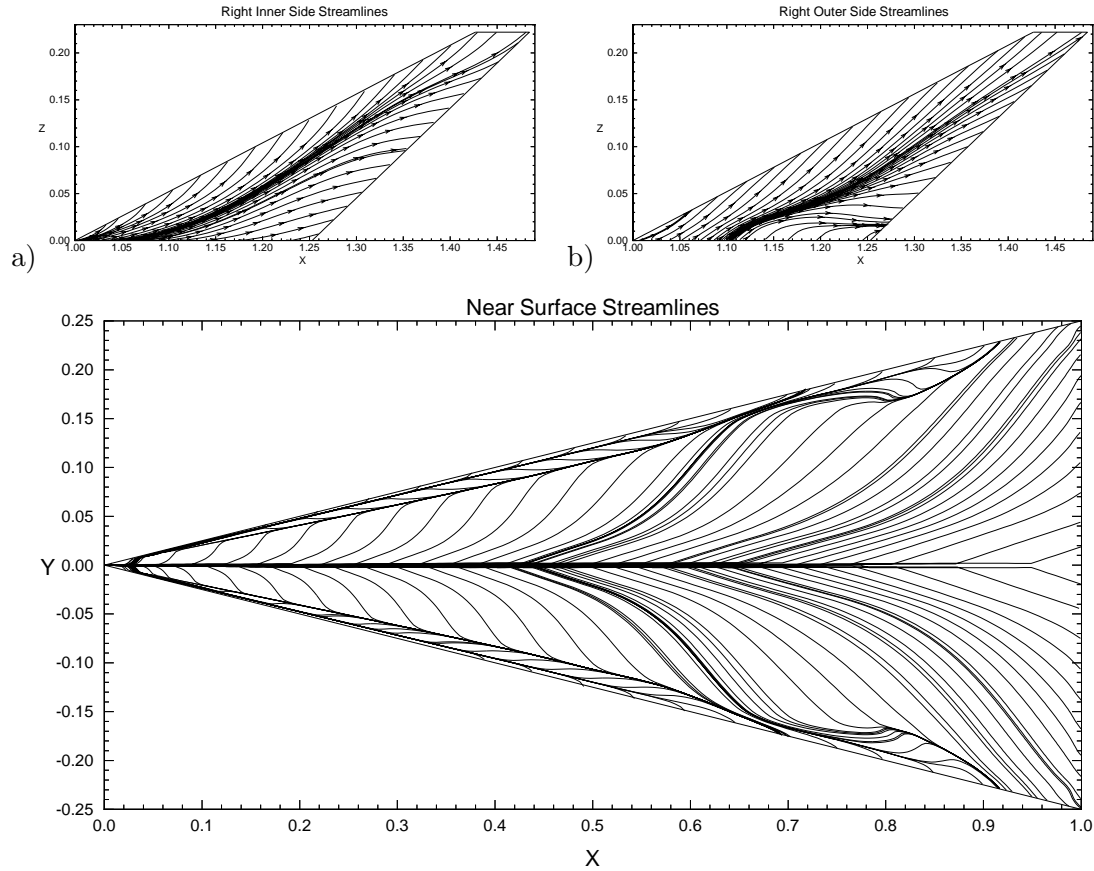 Right Inner Side Streamlines
0.20
0.15
Z
0.10
0.05
0.00
1.00 1.05 1.10 1.15 1.20 1.25 1.30 1.35 1.40 1.45
X
a)
Right Outer Side Streamlines
0.20
0.15
Z
0.10
0.05
0.00
1.00 1.05 1.10 1.15 1.20 1.25 1.30 1.35 1.40 1.45
X
b)
Near Surface Streamlines
0.25
0.20
0.15
0.10
0.05
Y 0.00
-0.05
-0.10
-0.15
-0.20
-0.25
0.0 0.1 0.2 0.3 0.4 0.5 0.6 0.7 0.8 0.9 1.0
X